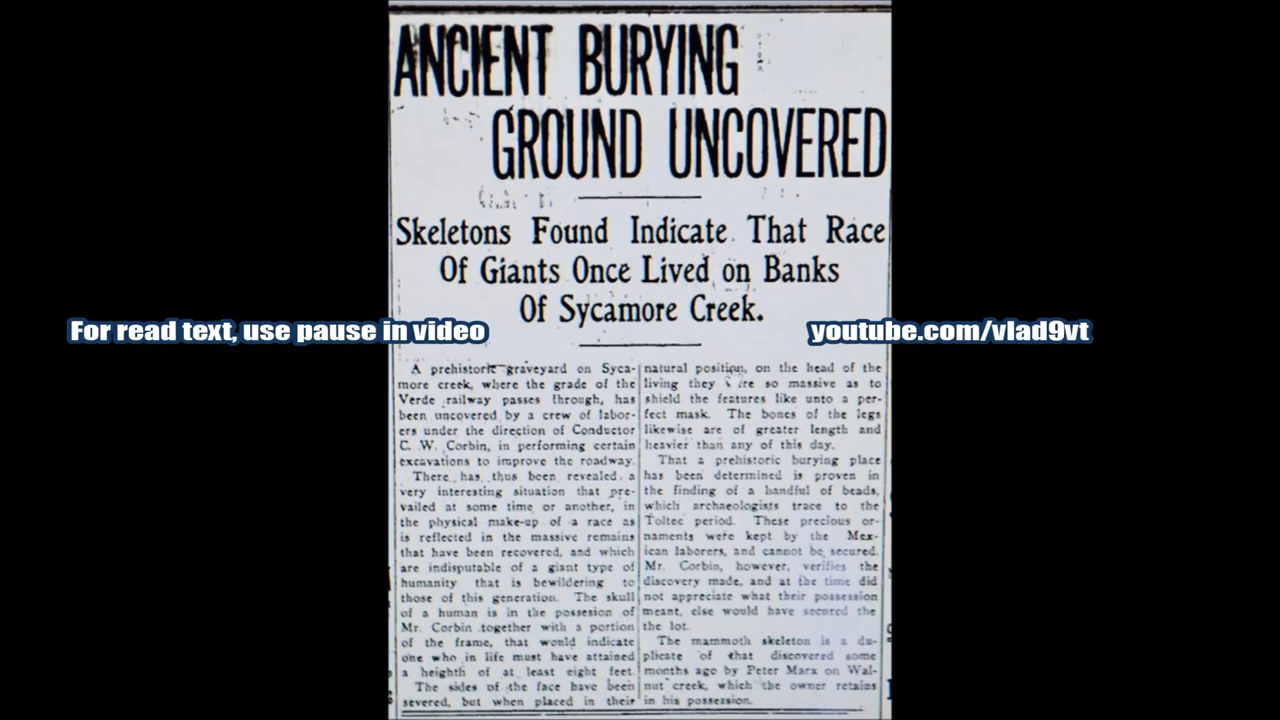 ANCIENT BURYING
GROUND UNCOVERED
Skeletons Found Indicate That Race
Of Giants Once Lived on Banks
Of Sycamore Creek.
For read text, use pause in video
youtube.com/vlad9vt
A prehistoric graveyard on Syca-
more creek, where the grade of the
Verde railway passes through, has
been uncovered by a crew of labor-
ers under the direction of Conductor
C. W. Corbin, in performing certain
excavations to improve the roadway.
There has thus been revealed a
very interesting situation that pre-
vailed at some time or another, in
the physical make-up of a race as
is reflected in the massive remains
that have been recovered, and which
are indisputable of a giant type of
humanity that is bewildering to
those of this generation. The skull
of a human is in the possesion of
Mr. Corbin together with a portion
of the frame, that would indicate
one who in life must have attained
a heighth of at least eight feet.
The sides of the face have been
severed, but when placed in their
natural position, on the head of the
living they are so massive as to
shield the features like unto a per-
fect mask. The bones of the legs
likewise are of greater length and
heavier than any of this day.
That a prehistoric burying place
has been determined is proven in
the finding of a handful of beads,
which archaeologists trace to the
Toltec period. These precious or-
naments were kept by the Mex-
ican laborers, and cannot be secured.
Mr. Corbin, however, verifies the
discovery made, and at the time did
not appreciate what their possession
meant, else would have secured the
the lot.
The mammoth skeleton is a du-
plicate of that discovered some
months ago by Peter Marx on Wal-
nut creek, which the owner retains
in his possession.